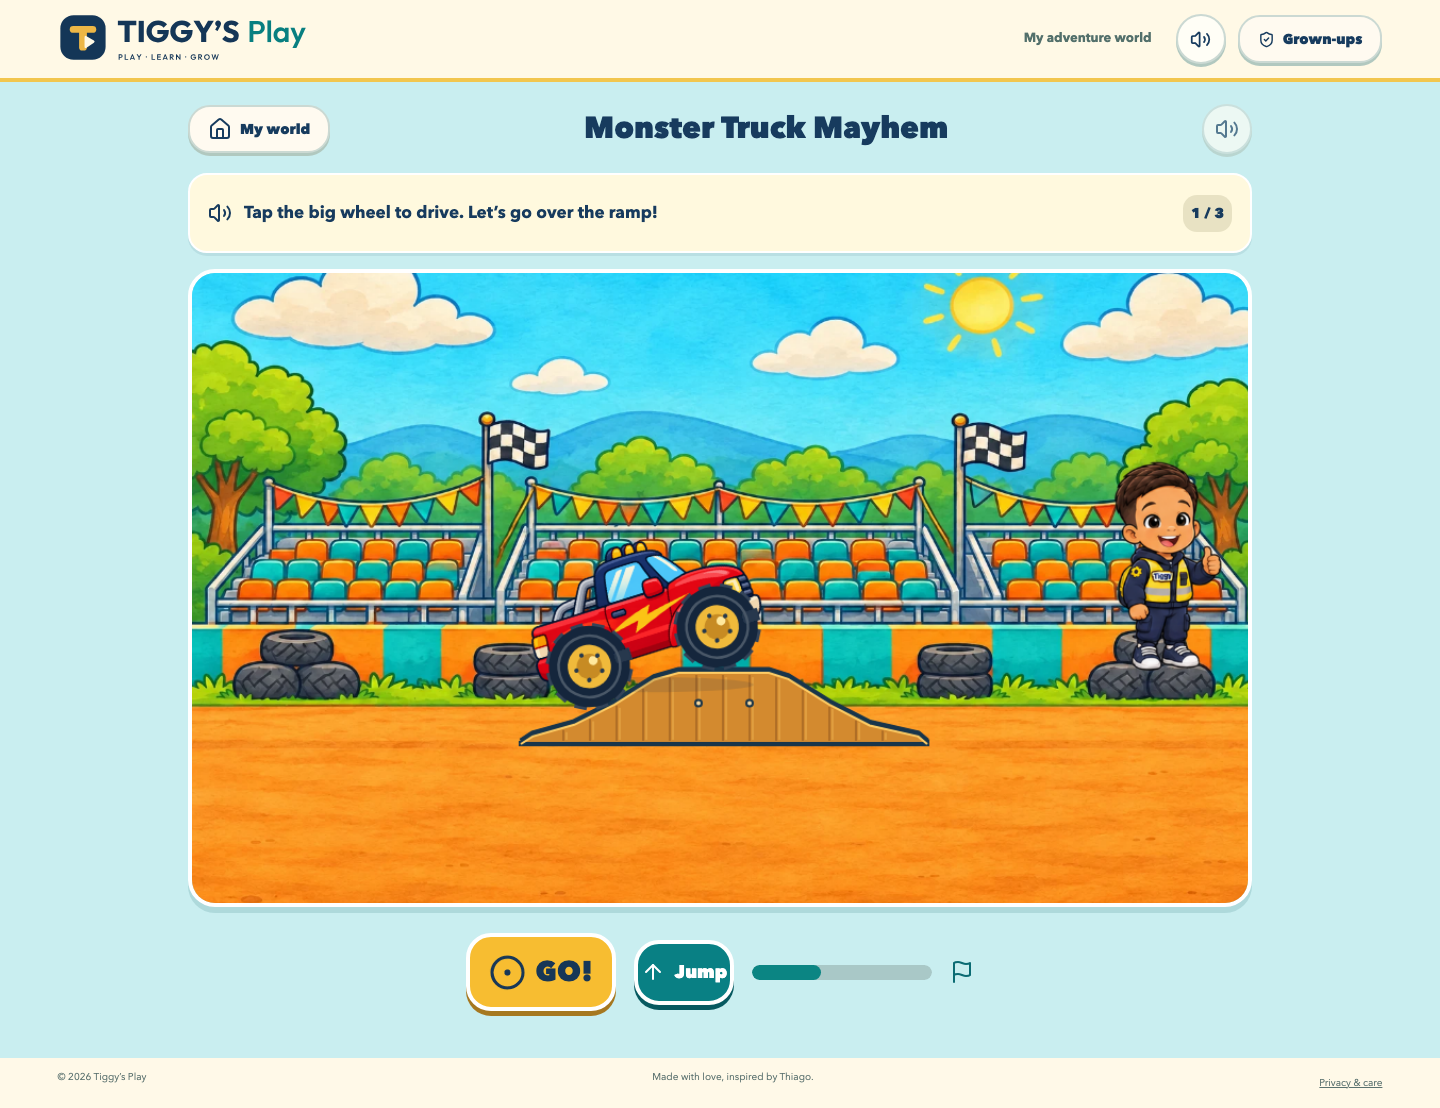 TIGGY'S Play
PLAY · LEARN · GROW
My adventure world
Grown-ups
My world
Monster Truck Mayhem
Tap the big wheel to drive. Let's go over the ramp!
1 / 3
Tiggy
GO!
Jump
© 2026 Tiggy's Play
Made with love, inspired by Thiago.
Privacy & care